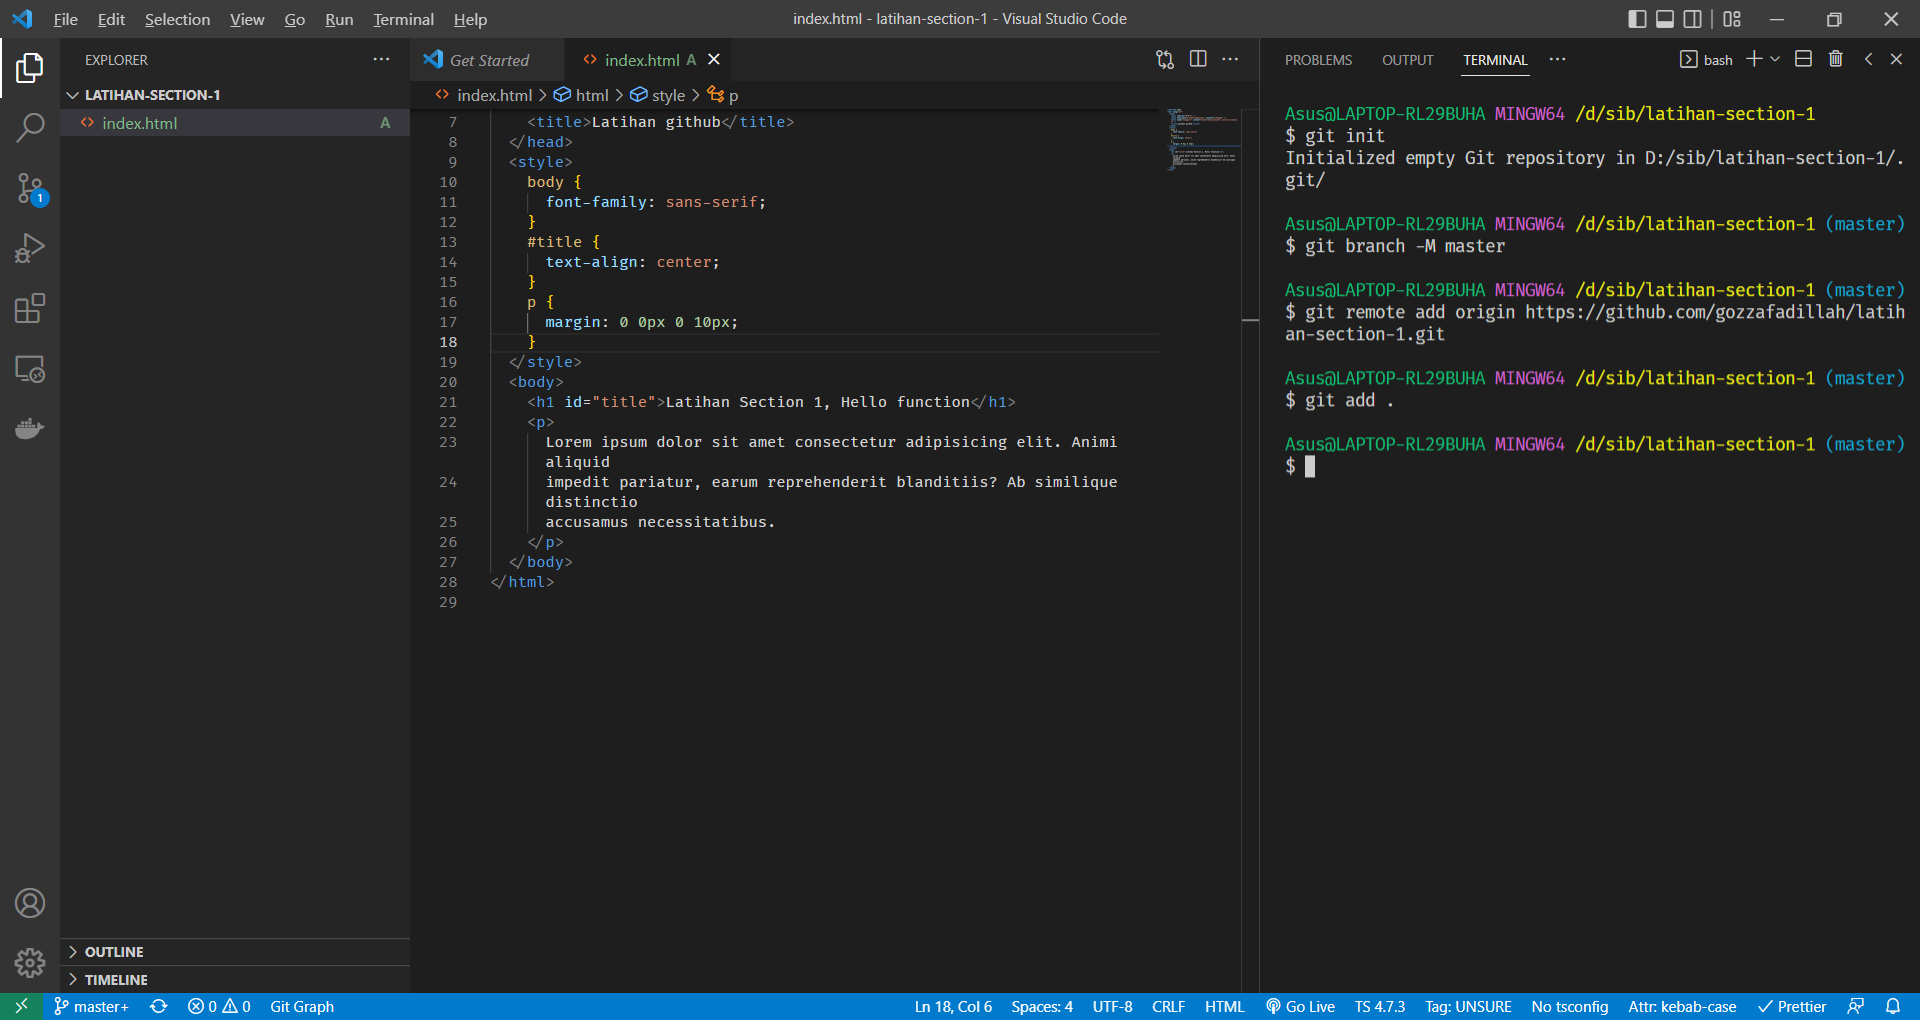 File Edit Selection View Go Run Terminal Help
index.html - latihan-section-1 - Visual Studio Code
EXPLORER
LATIHAN-SECTION-1
index.html A
1
OUTLINE
TIMELINE
Get Started
index.html A
index.html > html > style > p
7 <title>Latihan github</title>
8 </head>
9 <style>
10 body {
11 font-family: sans-serif;
12 }
13 #title {
14 text-align: center;
15 }
16 p {
17 margin: 0 0px 0 10px;
18 }
19 </style>
20 <body>
21 <h1 id="title">Latihan Section 1, Hello function</h1>
22 <p>
23 Lorem ipsum dolor sit amet consectetur adipisicing elit. Animi
aliquid
24 impedit pariatur, earum reprehenderit blanditiis? Ab similique
distinctio
25 accusamus necessitatibus.
26 </p>
27 </body>
28 </html>
29
PROBLEMS OUTPUT TERMINAL
bash
Asus@LAPTOP-RL29BUHA MINGW64 /d/sib/latihan-section-1
$ git init
Initialized empty Git repository in D:/sib/latihan-section-1/.
git/
Asus@LAPTOP-RL29BUHA MINGW64 /d/sib/latihan-section-1 (master)
$ git branch -M master
Asus@LAPTOP-RL29BUHA MINGW64 /d/sib/latihan-section-1 (master)
$ git remote add origin https://github.com/gozzafadillah/latih
an-section-1.git
Asus@LAPTOP-RL29BUHA MINGW64 /d/sib/latihan-section-1 (master)
$ git add .
Asus@LAPTOP-RL29BUHA MINGW64 /d/sib/latihan-section-1 (master)
$
master+ 0 0 Git Graph
Ln 18, Col 6 Spaces: 4 UTF-8 CRLF HTML Go Live TS 4.7.3 Tag: UNSURE No tsconfig Attr: kebab-case Prettier